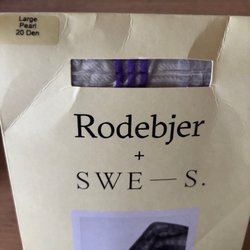 Large
Pearl
20 Den
Rodebjer
+
SWE—S.